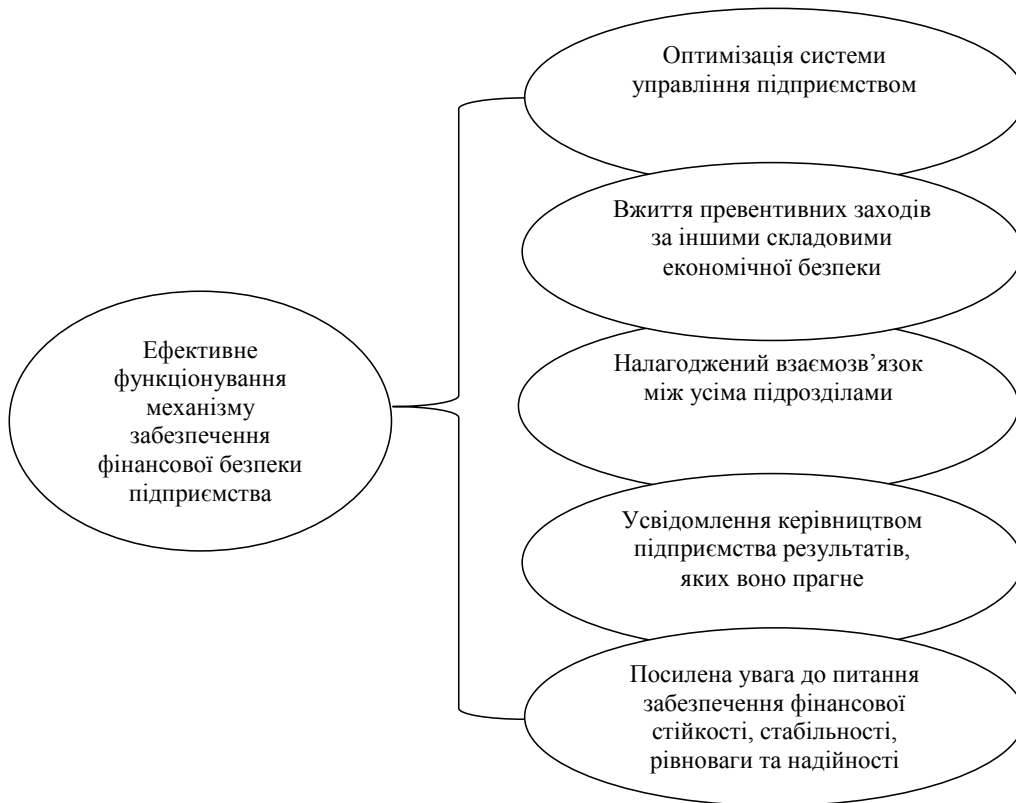 Оптимізація системи
управління підприємством
Вжиття превентивних заходів
за іншими складовими
економічної безпеки
Ефективне
функціонування
механізму
забезпечення
фінансової безпеки
підприємства
Налагоджений взаємозв’язок
між усіма підрозділами
Усвідомлення керівництвом
підприємства результатів,
яких воно прагне
Посилена увага до питання
забезпечення фінансової
стійкості, стабільності,
рівноваги та надійності